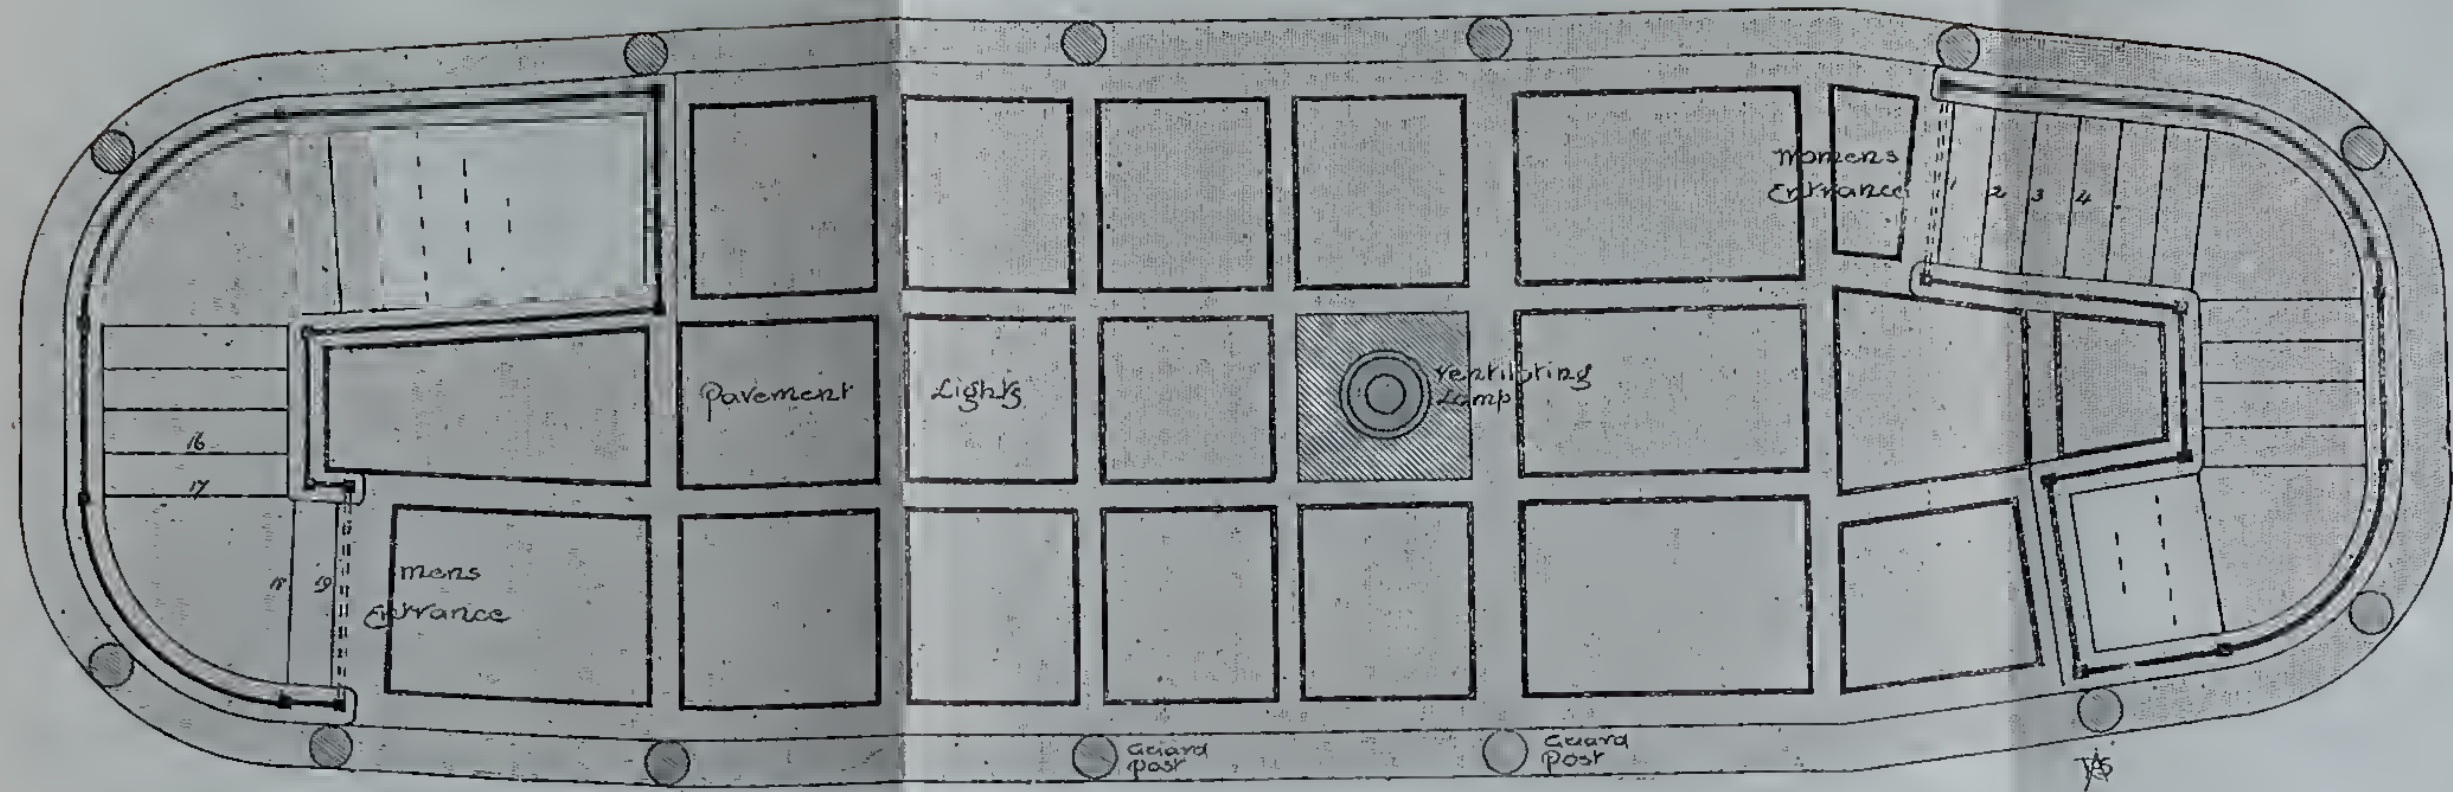 Womens
Entrance
1 2 3 4
Pavement Lights
Ventilating
Lamp
16
17
18 19
Mens
Entrance
Guard
Post
Guard
Post